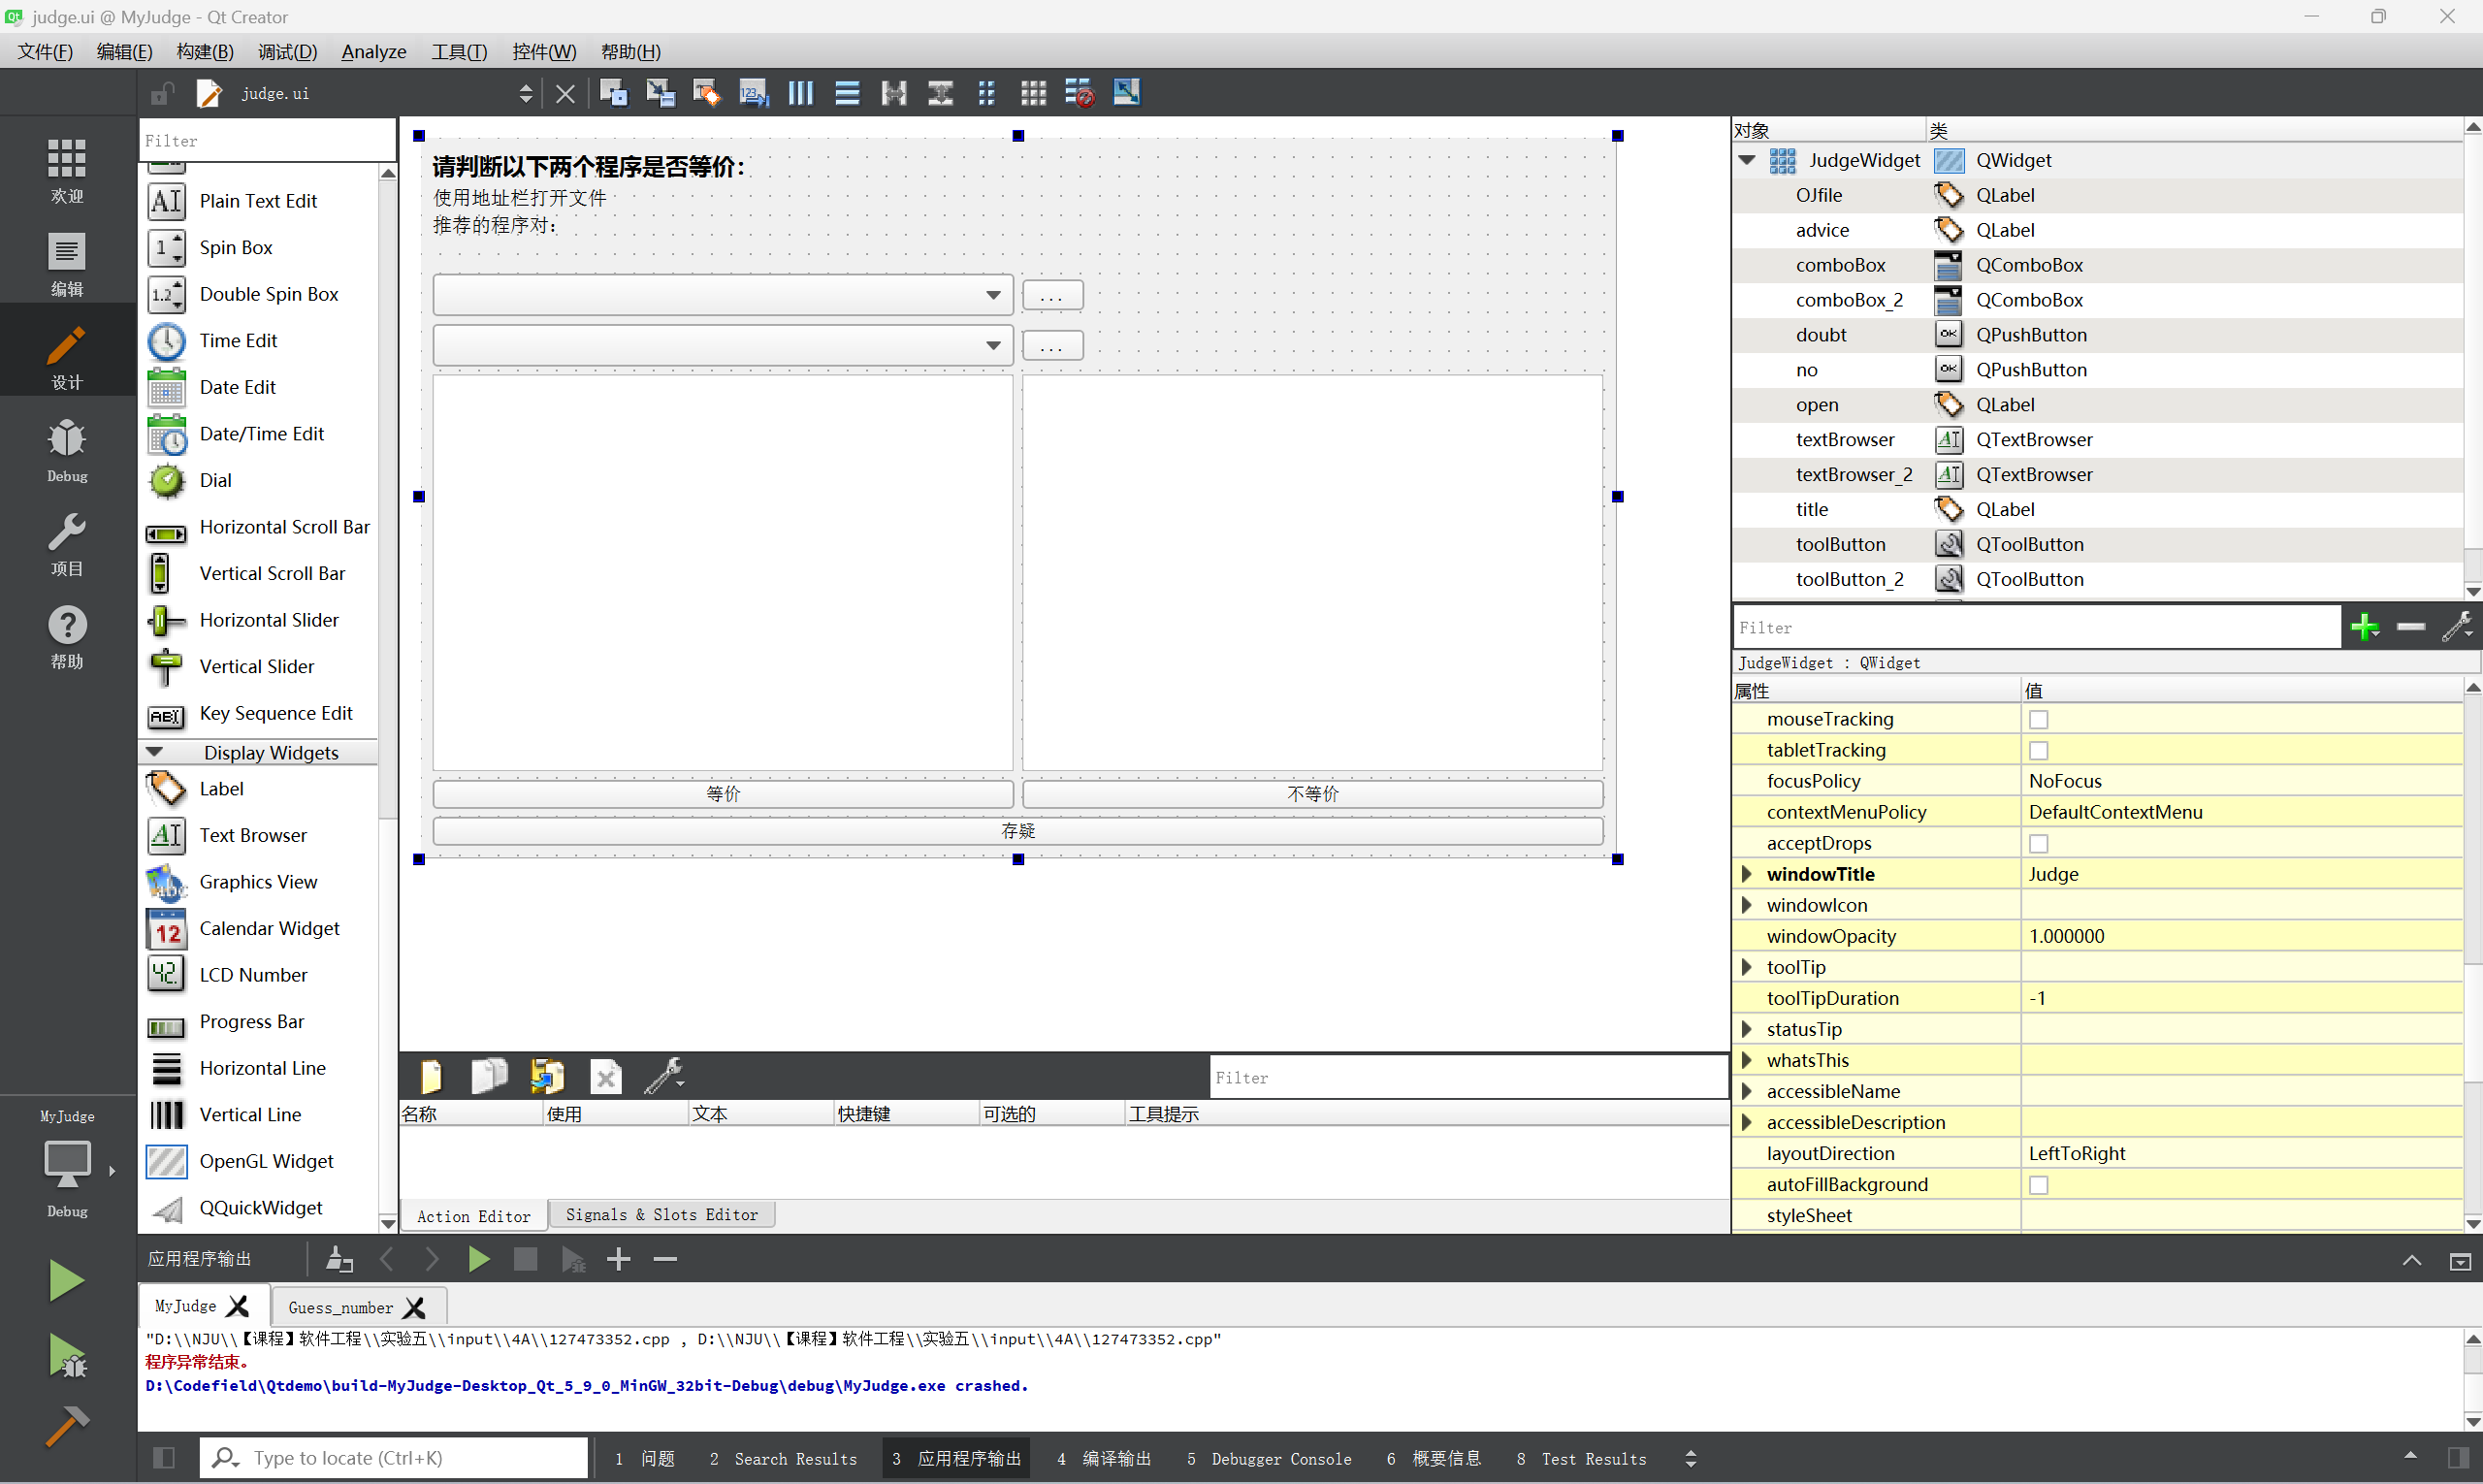 judge.ui @ MyJudge - Qt Creator
文件(F) 编辑(E) 构建(B) 调试(D) Analyze 工具(T) 控件(W) 帮助(H)
judge.ui
欢迎
编辑
设计
Debug
项目
帮助
MyJudge
Debug
Filter
Plain Text Edit
Spin Box
Double Spin Box
Time Edit
Date Edit
Date/Time Edit
Dial
Horizontal Scroll Bar
Vertical Scroll Bar
Horizontal Slider
Vertical Slider
Key Sequence Edit
Display Widgets
Label
Text Browser
Graphics View
Calendar Widget
LCD Number
Progress Bar
Horizontal Line
Vertical Line
OpenGL Widget
QQuickWidget
请判断以下两个程序是否等价：
使用地址栏打开文件
推荐的程序对：
...
...
等价 不等价
存疑
Filter
名称 使用 文本 快捷键 可选的 工具提示
Action Editor Signals & Slots Editor
对象 类
JudgeWidget QWidget
OJfile QLabel
advice QLabel
comboBox QComboBox
comboBox_2 QComboBox
doubt QPushButton
no QPushButton
open QLabel
textBrowser QTextBrowser
textBrowser_2 QTextBrowser
title QLabel
toolButton QToolButton
toolButton_2 QToolButton
Filter
JudgeWidget : QWidget
属性 值
mouseTracking
tabletTracking
focusPolicy NoFocus
contextMenuPolicy DefaultContextMenu
acceptDrops
windowTitle Judge
windowIcon
windowOpacity 1.000000
toolTip
toolTipDuration -1
statusTip
whatsThis
accessibleName
accessibleDescription
layoutDirection LeftToRight
autoFillBackground
styleSheet
应用程序输出
MyJudge Guess_number
"D:\\NJU\\【课程】软件工程\\实验五\\input\\4A\\127473352.cpp , D:\\NJU\\【课程】软件工程\\实验五\\input\\4A\\127473352.cpp"
程序异常结束。
D:\Codefield\Qtdemo\build-MyJudge-Desktop_Qt_5_9_0_MinGW_32bit-Debug\debug\MyJudge.exe crashed.
Type to locate (Ctrl+K) 1 问题 2 Search Results 3 应用程序输出 4 编译输出 5 Debugger Console 6 概要信息 8 Test Results